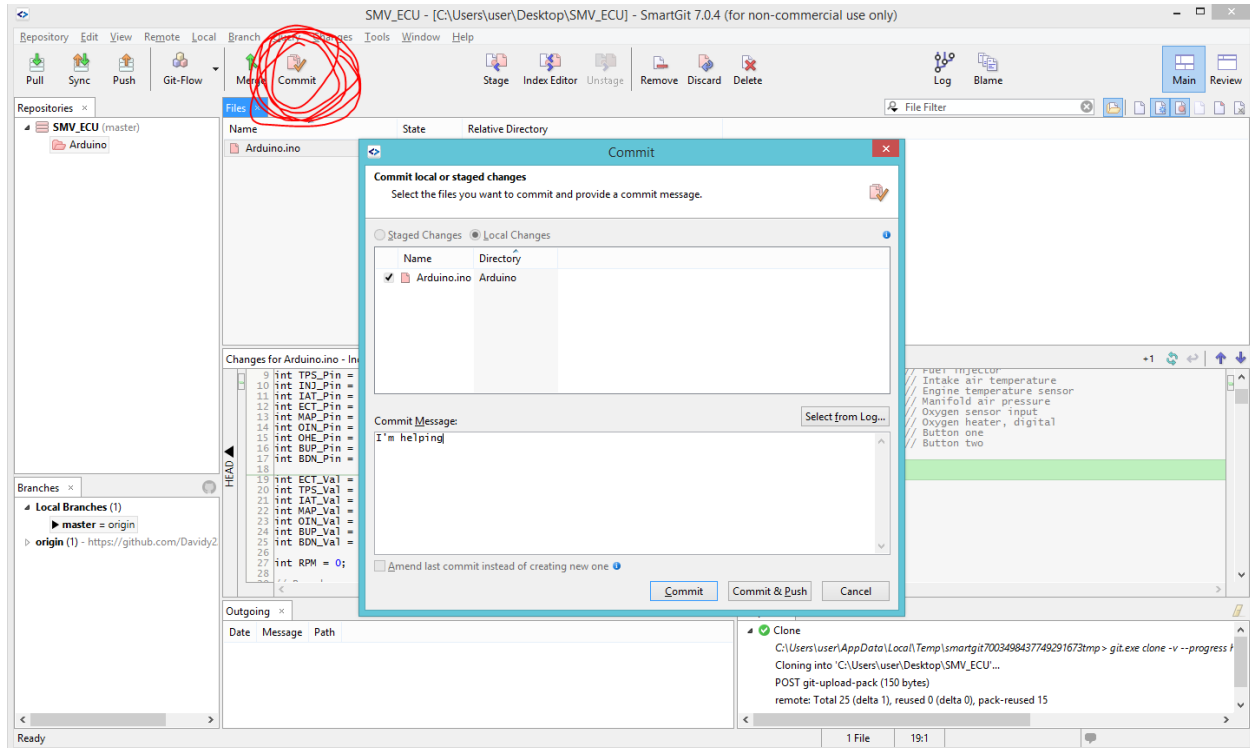 SMV_ECU - [C:\Users\user\Desktop\SMV_ECU] - SmartGit 7.0.4 (for non-commercial use only)
Repository Edit View Remote Local Branch Query Changes Tools Window Help
Pull Sync Push Git-Flow Merge Commit Stage Index Editor Unstage Remove Discard Delete Log Blame Main Review
Repositories
SMV_ECU (master)
Arduino
Files
File Filter
Name State Relative Directory
Arduino.ino
Commit
Commit local or staged changes
Select the files you want to commit and provide a commit message.
Staged Changes Local Changes
Name Directory
Arduino.ino Arduino
Commit Message:
Select from Log...
I'm helping
Amend last commit instead of creating new one
Commit Commit & Push Cancel
Changes for Arduino.ino - In
+1
HEAD
9 int TPS_Pin =
10 int INJ_Pin =
11 int IAT_Pin =
12 int ECT_Pin =
13 int MAP_Pin =
14 int OIN_Pin =
15 int OHE_Pin =
16 int BUP_Pin =
17 int BDN_Pin =
18
19 int ECT_Val =
20 int TPS_Val =
21 int IAT_Val =
22 int MAP_Val =
23 int OIN_Val =
24 int BUP_Val =
25 int BDN_Val =
26
27 int RPM = 0;
28
// Fuel injector
// Intake air temperature
// Engine temperature sensor
// Manifold air pressure
// Oxygen sensor input
// Oxygen heater, digital
// Button one
// Button two
Branches
Local Branches (1)
master = origin
origin (1) - https://github.com/Davidy2
Outgoing
Date Message Path
Clone
C:\Users\user\AppData\Local\Temp\smartgit7003498437749291673tmp> git.exe clone -v --progress
Cloning into 'C:\Users\user\Desktop\SMV_ECU'...
POST git-upload-pack (150 bytes)
remote: Total 25 (delta 1), reused 0 (delta 0), pack-reused 15
Ready
1 File 19:1